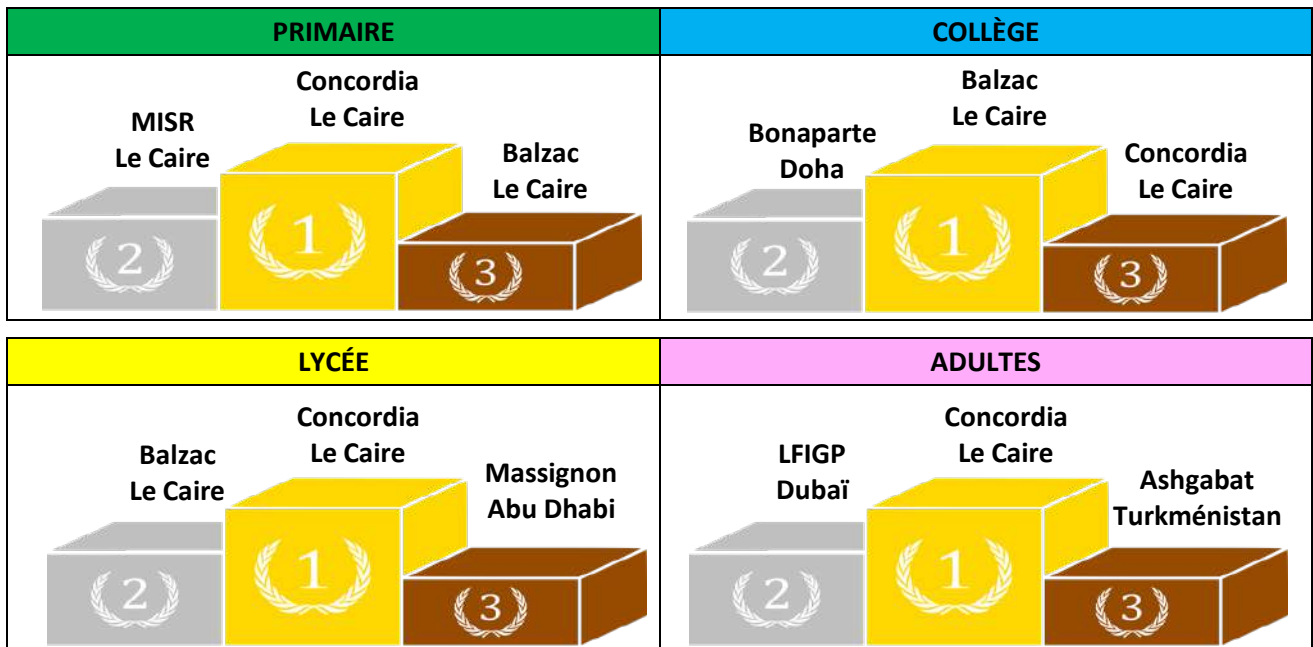 PRIMAIRE
Concordia
Le Caire
MISR
Le Caire
Balzac
Le Caire
2
1
3
COLLÈGE
Balzac
Le Caire
Bonaparte
Doha
Concordia
Le Caire
2
1
3
LYCÉE
Concordia
Le Caire
Balzac
Le Caire
Massignon
Abu Dhabi
2
1
3
ADULTES
Concordia
Le Caire
LFIGP
Dubaï
Ashgabat
Turkménistan
2
1
3